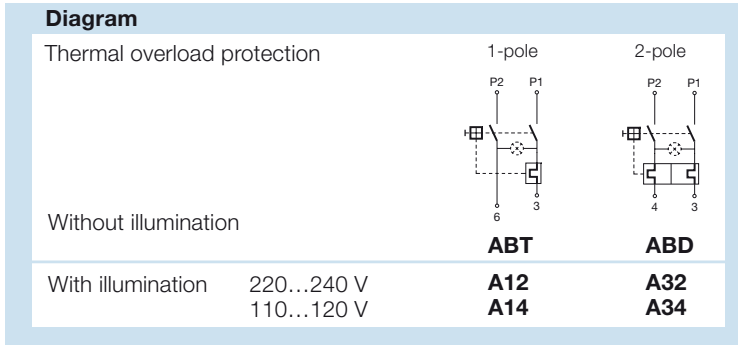 Diagram
Thermal overload protection 1-pole 2-pole
P2 P1 P2 P1
6 3 4 3
Without illumination
ABT ABD
With illumination 220...240 V A12 A32
110...120 V A14 A34